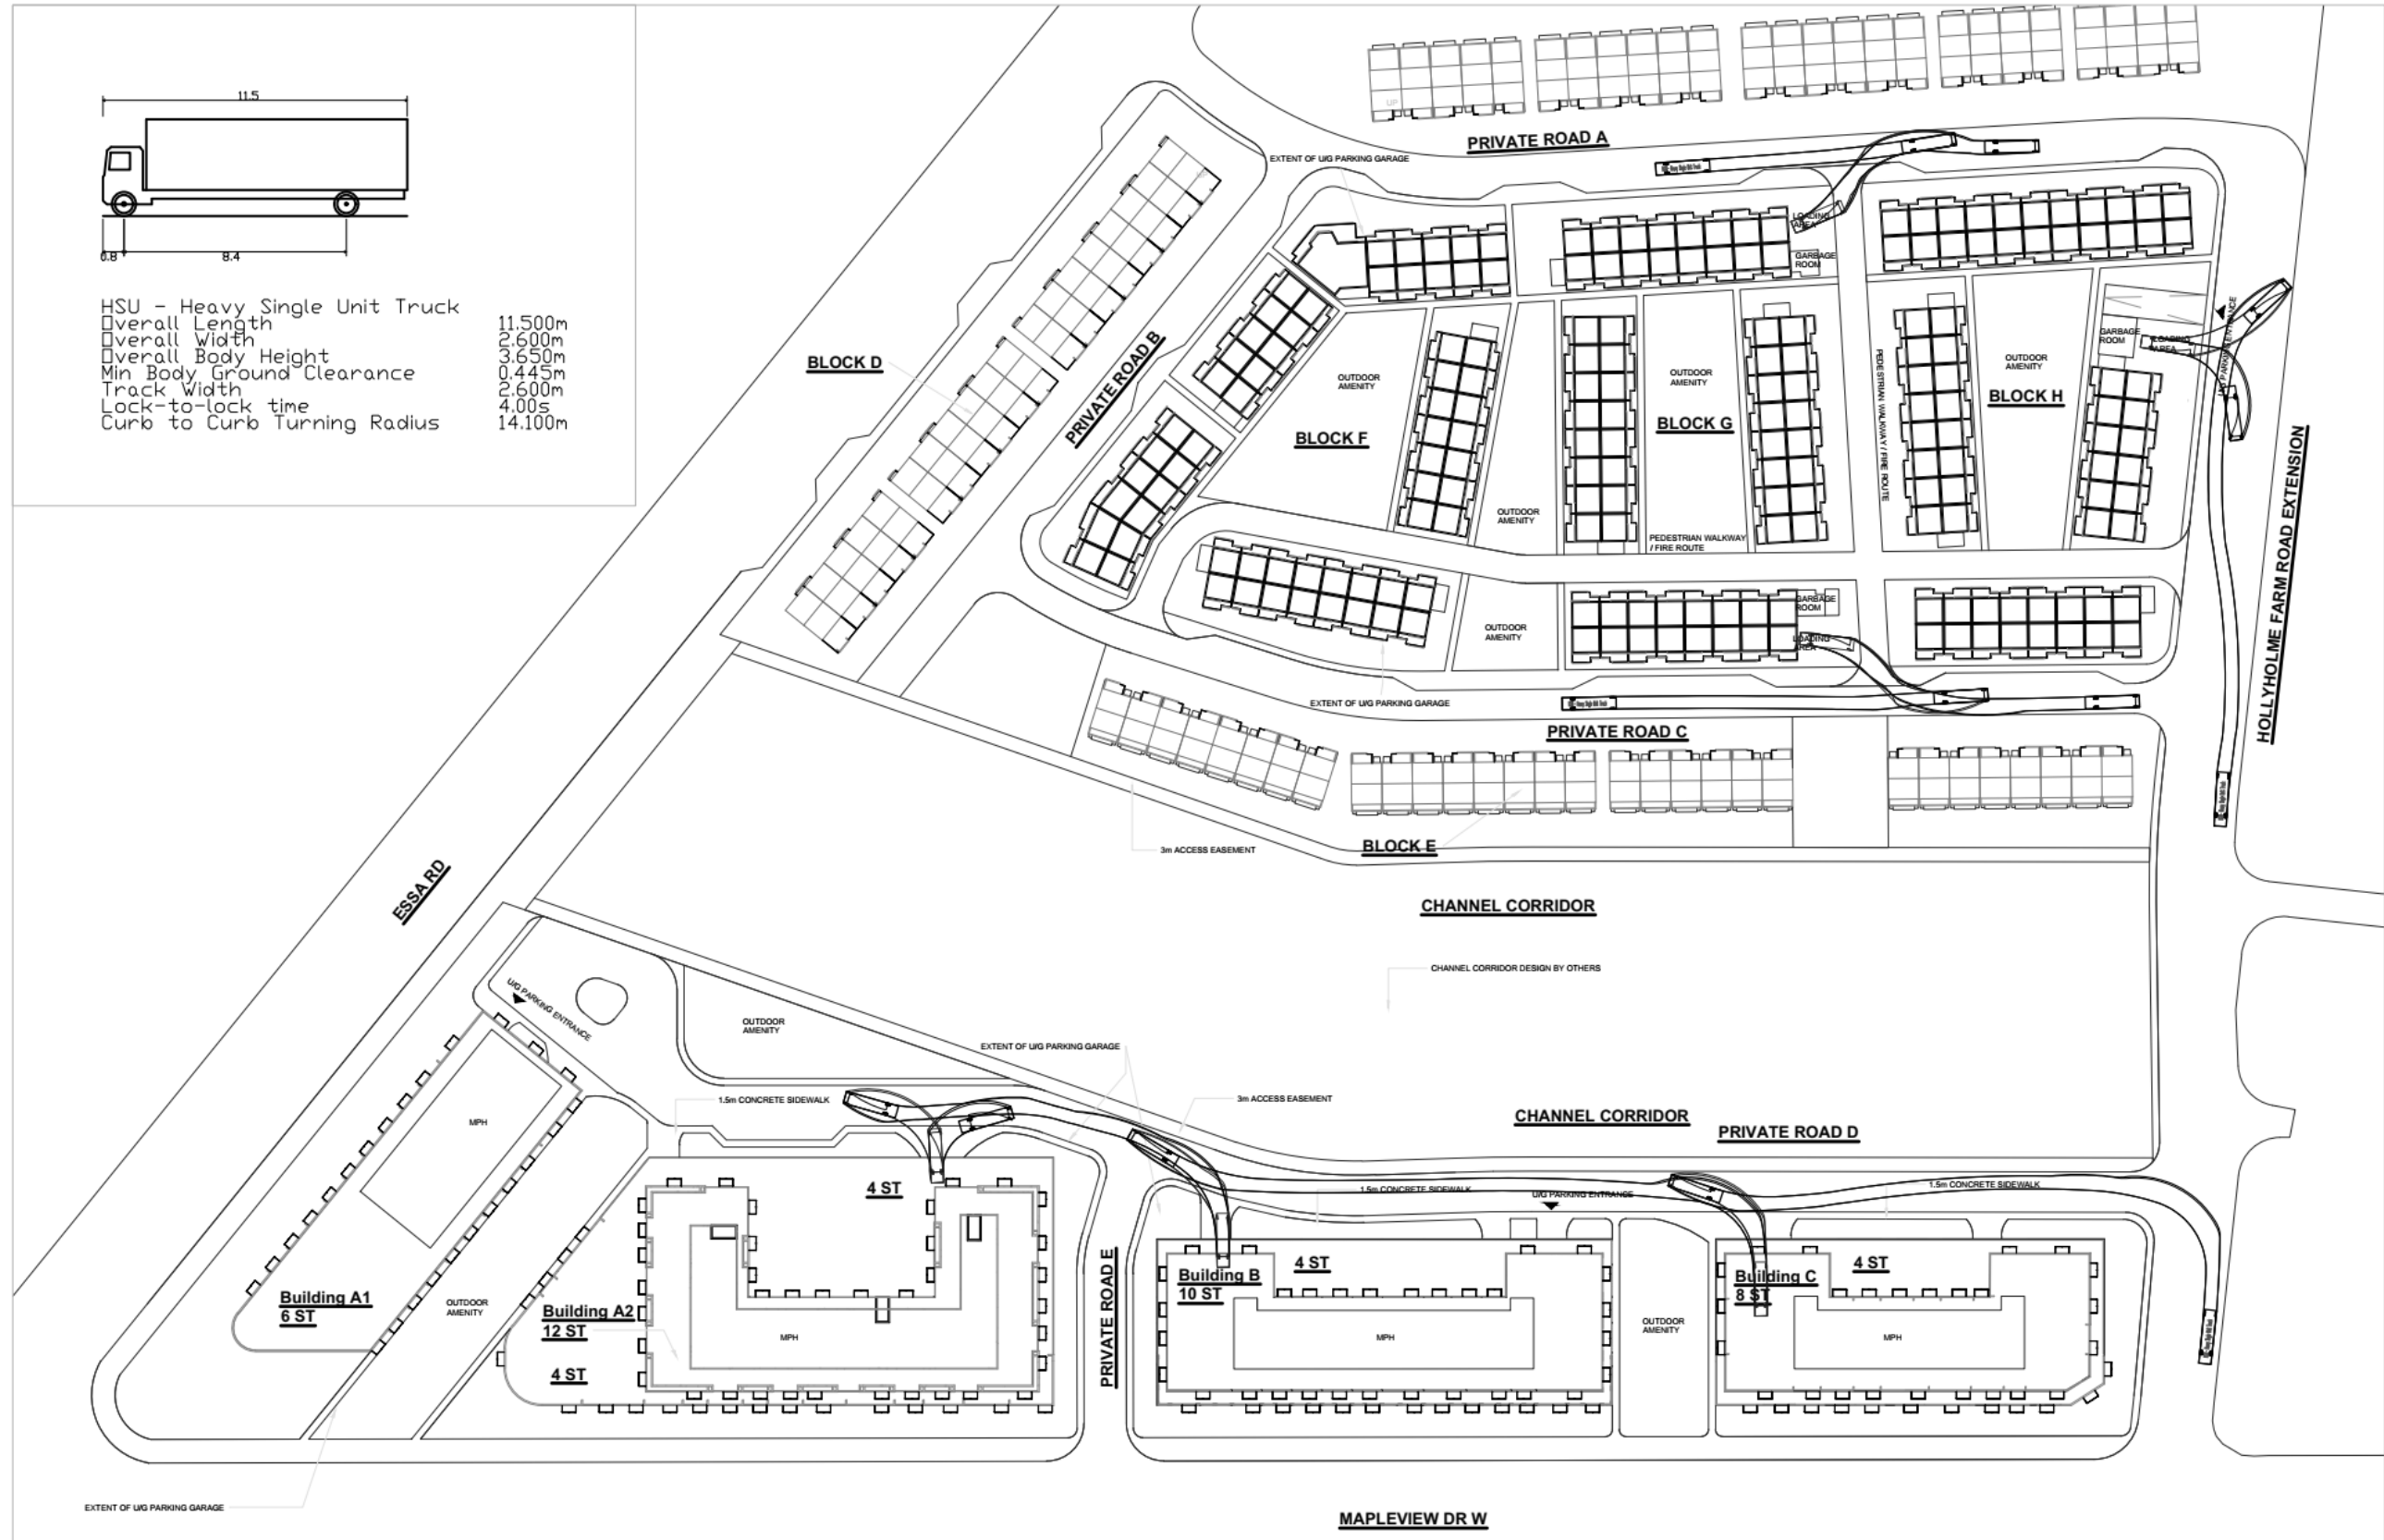 11.5
0.8
8.4
HSU - Heavy Single Unit Truck
Overall Length 11.500m
Overall Width 2.600m
Overall Body Height 3.650m
Min Body Ground Clearance 0.445m
Track Width 2.600m
Lock-to-lock time 4.00s
Curb to Curb Turning Radius 14.100m
UP
PRIVATE ROAD A
EXTENT OF U/G PARKING GARAGE
LOADING
AREA
GARBAGE
ROOM
BLOCK D
PRIVATE ROAD B
OUTDOOR
AMENITY
BLOCK F
OUTDOOR
AMENITY
BLOCK G
PEDESTRIAN WALKWAY / FIRE ROUTE
OUTDOOR
AMENITY
BLOCK H
GARBAGE
ROOM
LOADING
AREA
U/G PARKING ENTRANCE
HOLLYHOLME FARM ROAD EXTENSION
OUTDOOR
AMENITY
PEDESTRIAN WALKWAY
/ FIRE ROUTE
OUTDOOR
AMENITY
GARBAGE
ROOM
LOADING
AREA
EXTENT OF U/G PARKING GARAGE
PRIVATE ROAD C
BLOCK E
3m ACCESS EASEMENT
ESSA RD
CHANNEL CORRIDOR
CHANNEL CORRIDOR DESIGN BY OTHERS
U/G PARKING ENTRANCE
OUTDOOR
AMENITY
EXTENT OF U/G PARKING GARAGE
1.5m CONCRETE SIDEWALK
3m ACCESS EASEMENT
CHANNEL CORRIDOR
PRIVATE ROAD D
MPH
4 ST
1.5m CONCRETE SIDEWALK
U/G PARKING ENTRANCE
1.5m CONCRETE SIDEWALK
Building A1
6 ST
OUTDOOR
AMENITY
Building A2
12 ST
4 ST
MPH
PRIVATE ROAD E
Building B
10 ST
4 ST
MPH
OUTDOOR
AMENITY
Building C
8 ST
4 ST
MPH
EXTENT OF U/G PARKING GARAGE
MAPLEVIEW DR W